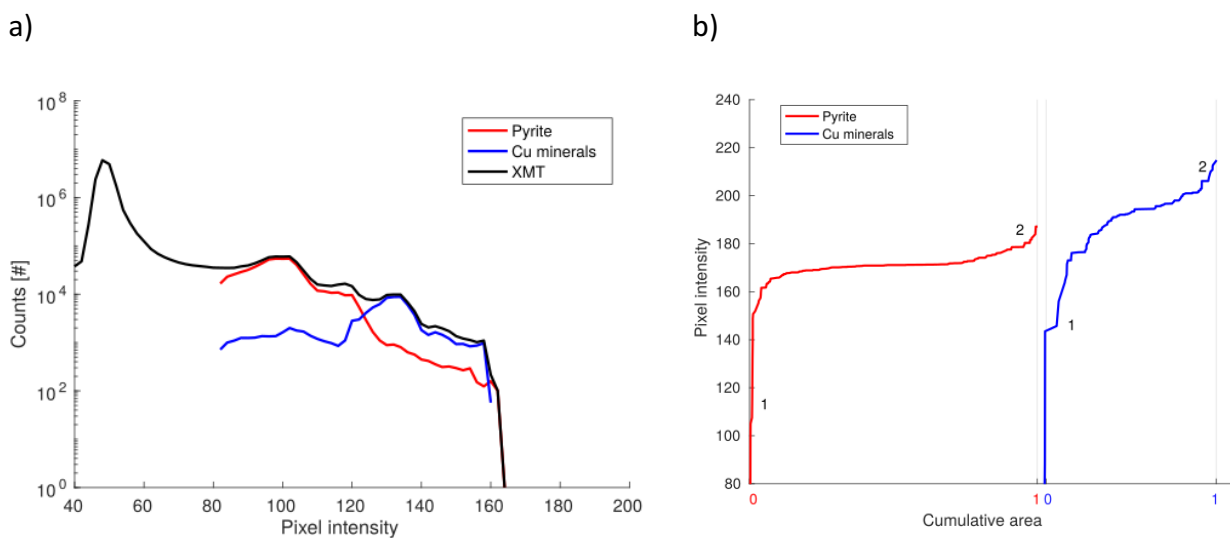 a)
10^8
10^6
10^4
10^2
10^0
Counts [#]
Pyrite
Cu minerals
XMT
40 60 80 100 120 140 160 180 200
Pixel intensity
b)
240
220
200
180
160
140
120
100
80
Pixel intensity
Pyrite
Cu minerals
1
2
1
2
0 1 0 1
Cumulative area